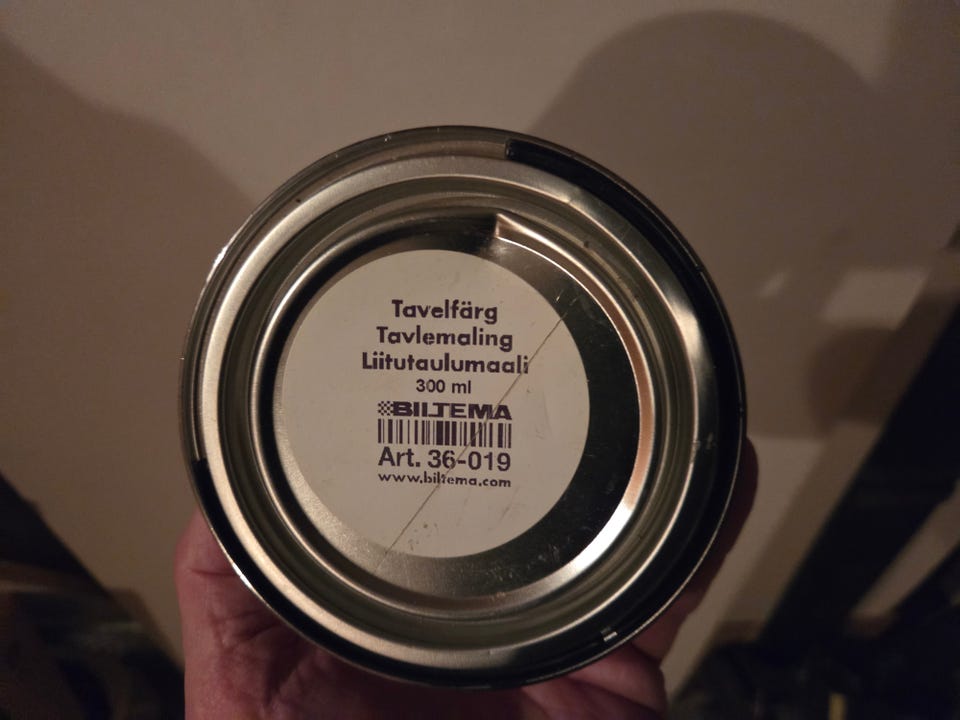 Tavelfärg
Tavlemaling
Liitutaulumaali
300 ml
BILTEMA
Art. 36-019
www.biltema.com